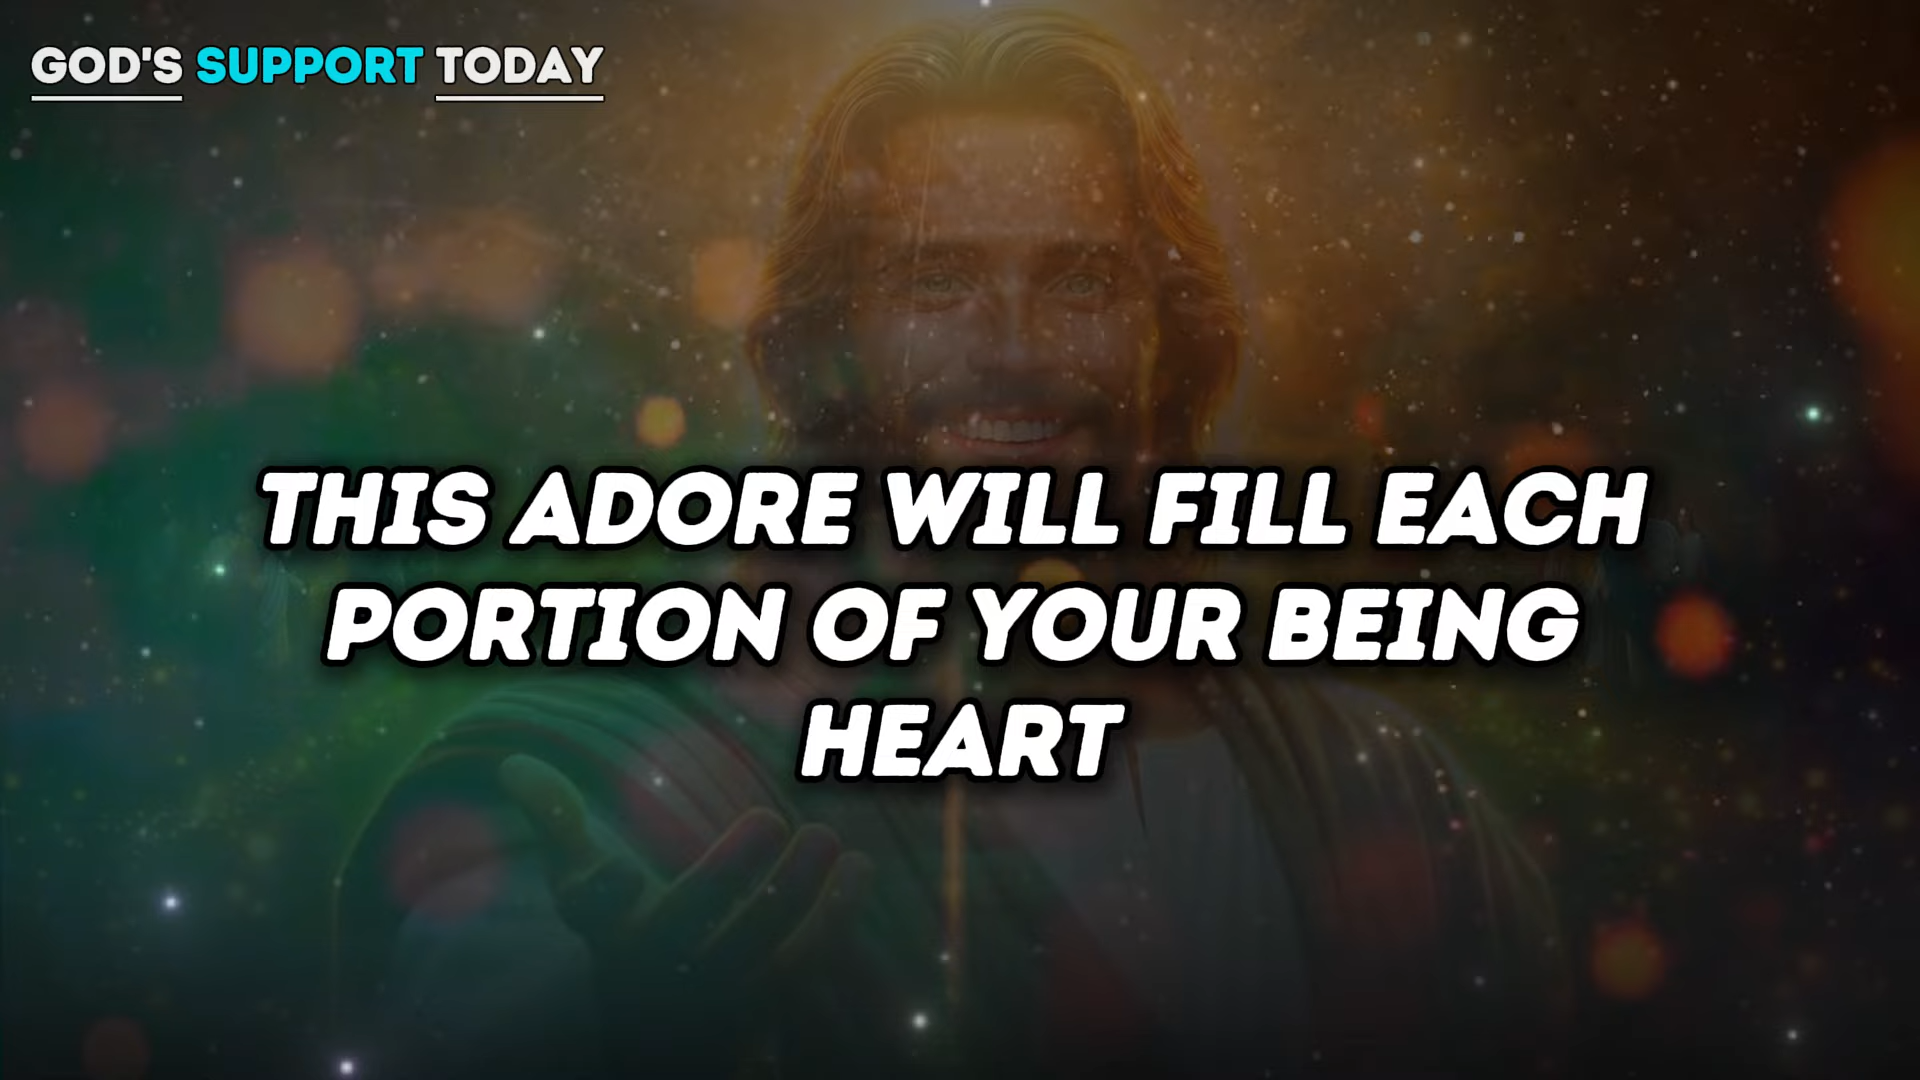 GOD'S SUPPORT TODAY
THIS ADORE WILL FILL EACH
PORTION OF YOUR BEING
HEART